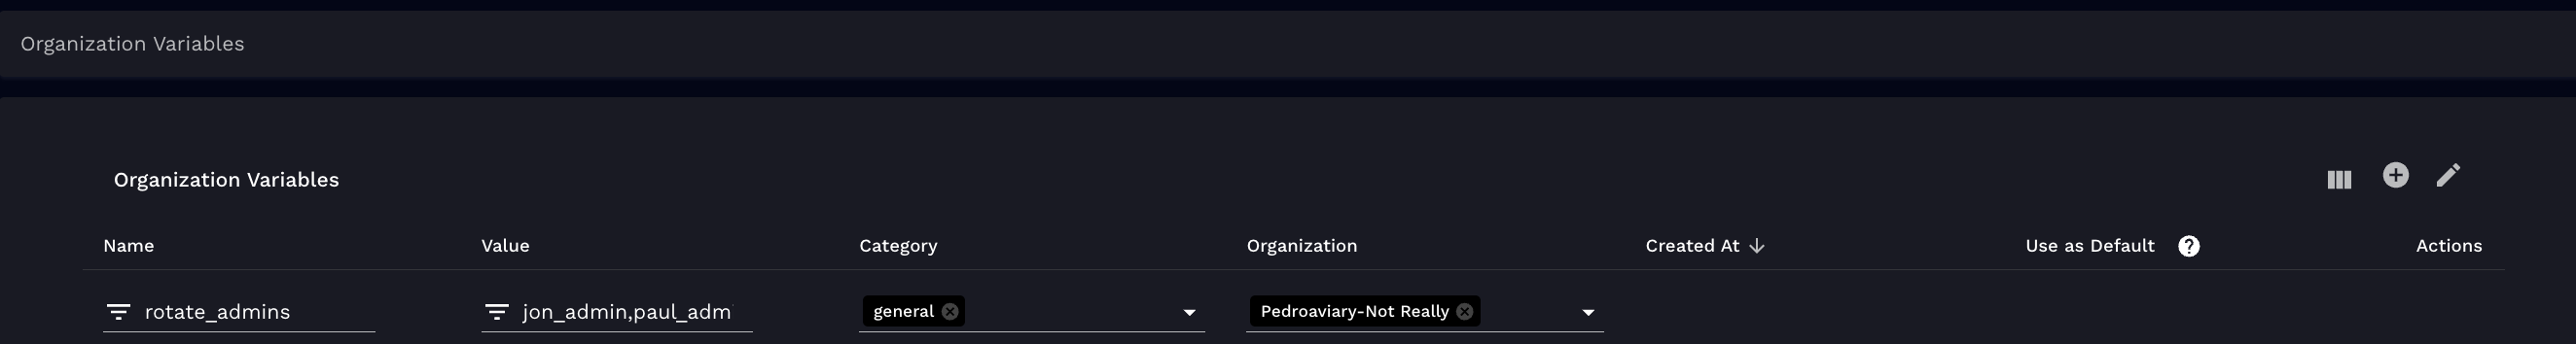 Organization Variables
Organization Variables
Name Value Category Organization Created At Use as Default Actions
rotate_admins jon_admin,paul_adm general Pedroaviary-Not Really